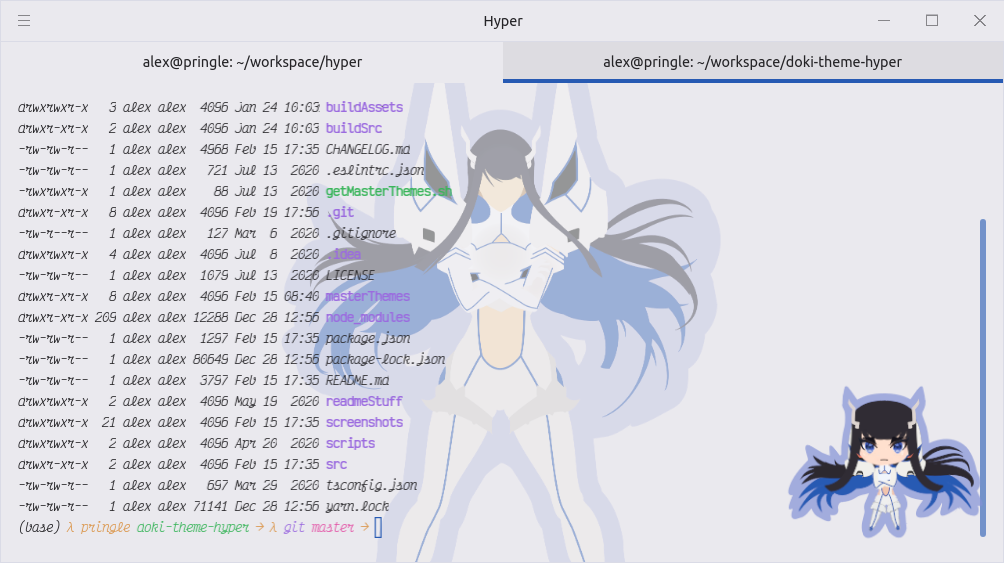 Hyper
alex@pringle: ~/workspace/hyper
alex@pringle: ~/workspace/doki-theme-hyper
drwxrwxr-x 3 alex alex 4096 Jan 24 10:03 buildAssets
drwxr-xr-x 2 alex alex 4096 Jan 24 10:03 buildSrc
-rw-rw-r-- 1 alex alex 4968 Feb 15 17:35 CHANGELOG.md
-rw-rw-r-- 1 alex alex 721 Jul 13 2020 .eslintrc.json
-rwxrwxr-x 1 alex alex 88 Jul 13 2020 getMasterThemes.sh
drwxr-xr-x 8 alex alex 4096 Feb 19 17:56 .git
-rw-r--r-- 1 alex alex 127 Mar 6 2020 .gitignore
drwxrwxr-x 4 alex alex 4096 Jul 8 2020 .idea
-rw-rw-r-- 1 alex alex 1079 Jul 13 2020 LICENSE
drwxrwxr-x 8 alex alex 4096 Feb 15 08:40 masterThemes
drwxrwxr-x 209 alex alex 12288 Dec 28 12:56 node_modules
-rw-rw-r-- 1 alex alex 1297 Feb 15 17:35 package.json
-rw-rw-r-- 1 alex alex 80649 Dec 28 12:56 package-lock.json
-rw-rw-r-- 1 alex alex 3797 Feb 15 17:35 README.md
drwxrwxr-x 2 alex alex 4096 May 19 2020 readmeStuff
drwxrwxr-x 21 alex alex 4096 Feb 15 17:35 screenshots
drwxrwxr-x 2 alex alex 4096 Apr 20 2020 scripts
drwxr-xr-x 2 alex alex 4096 Feb 15 17:35 src
-rw-rw-r-- 1 alex alex 697 Mar 29 2020 tsconfig.json
-rw-rw-r-- 1 alex alex 71141 Dec 28 12:56 yarn.lock
(base) λ pringle doki-theme-hyper → λ git master →